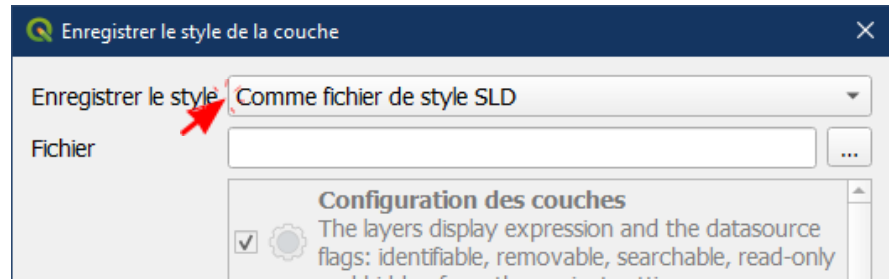 Enregistrer le style de la couche
Enregistrer le style Comme fichier de style SLD
Fichier ...
Configuration des couches
The layers display expression and the datasource
flags: identifiable, removable, searchable, read-only